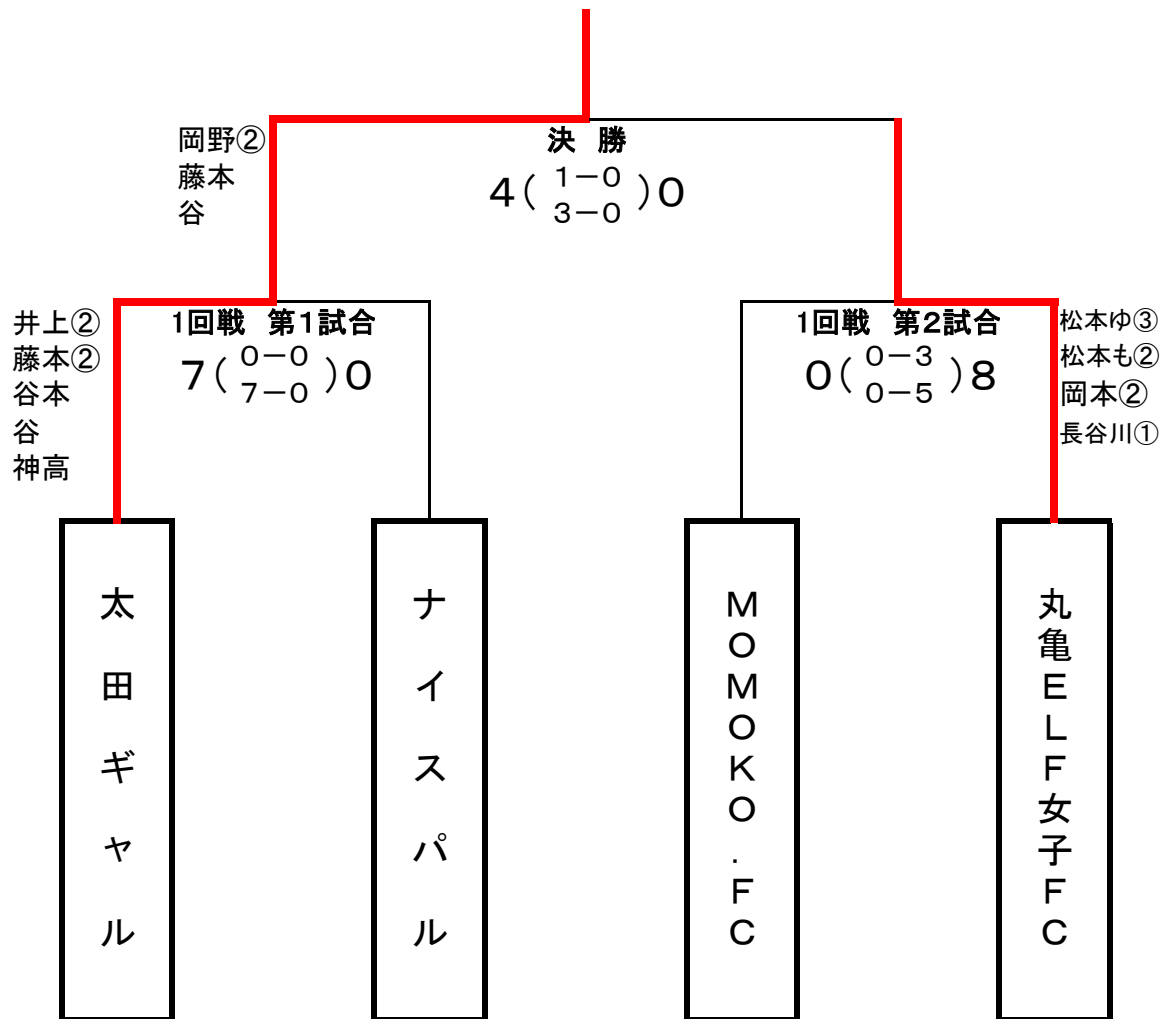 岡野②
藤本
谷
決 勝
4( 1-0 )0
3-0
井上②
藤本②
谷本
谷
神高
1回戦 第1試合
7( 0-0 )0
7-0
1回戦 第2試合
0( 0-3 )8
0-5
松本ゆ③
松本も②
岡本②
長谷川①
太田ギャル
ナイスパル
MOMOKO.FC
丸亀ELF女子FC